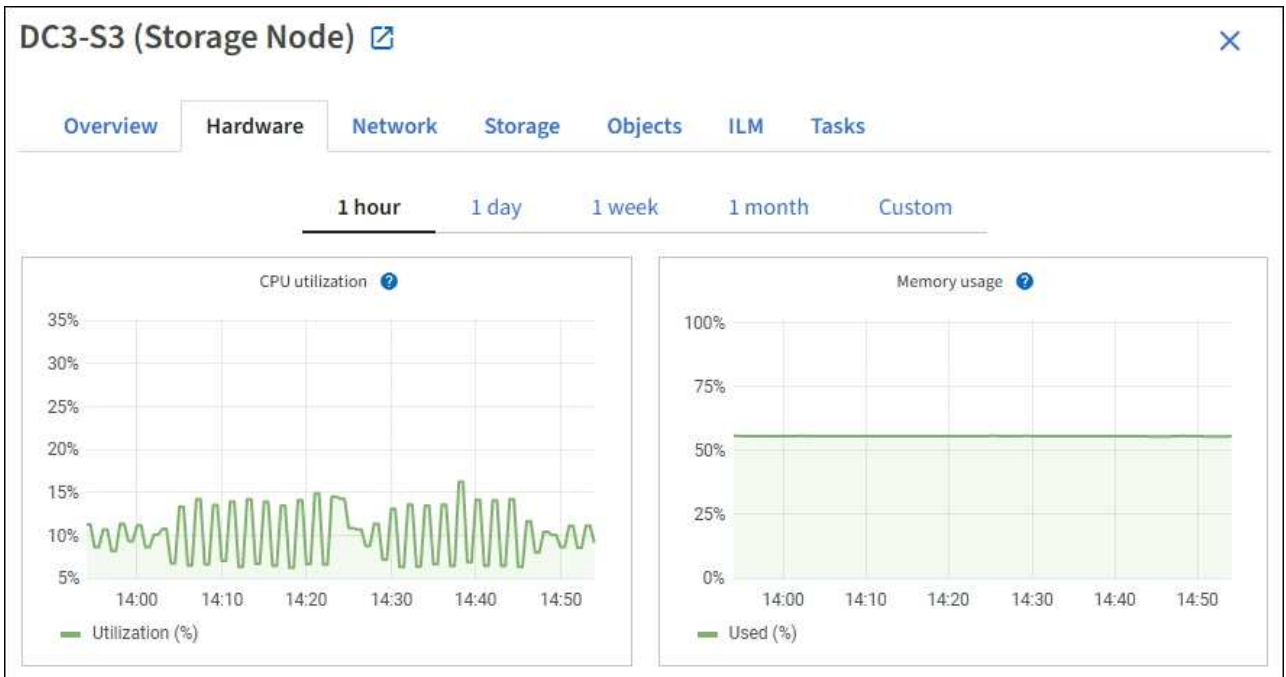 DC3-S3 (Storage Node)
Overview Hardware Network Storage Objects ILM Tasks
1 hour 1 day 1 week 1 month Custom
CPU utilization ?
35%
30%
25%
20%
15%
10%
5%
14:00 14:10 14:20 14:30 14:40 14:50
Utilization (%)
Memory usage ?
100%
75%
50%
25%
0%
14:00 14:10 14:20 14:30 14:40 14:50
Used (%)